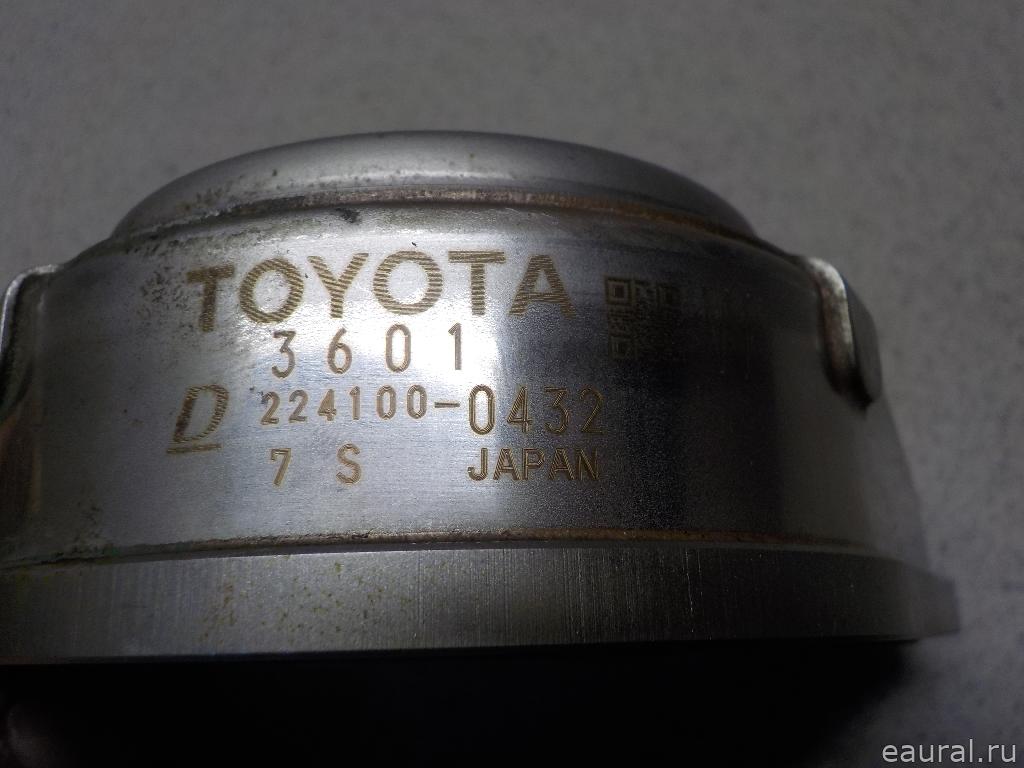 TOYOTA
3601
D 224100-0432
7 S JAPAN
eaural.ru